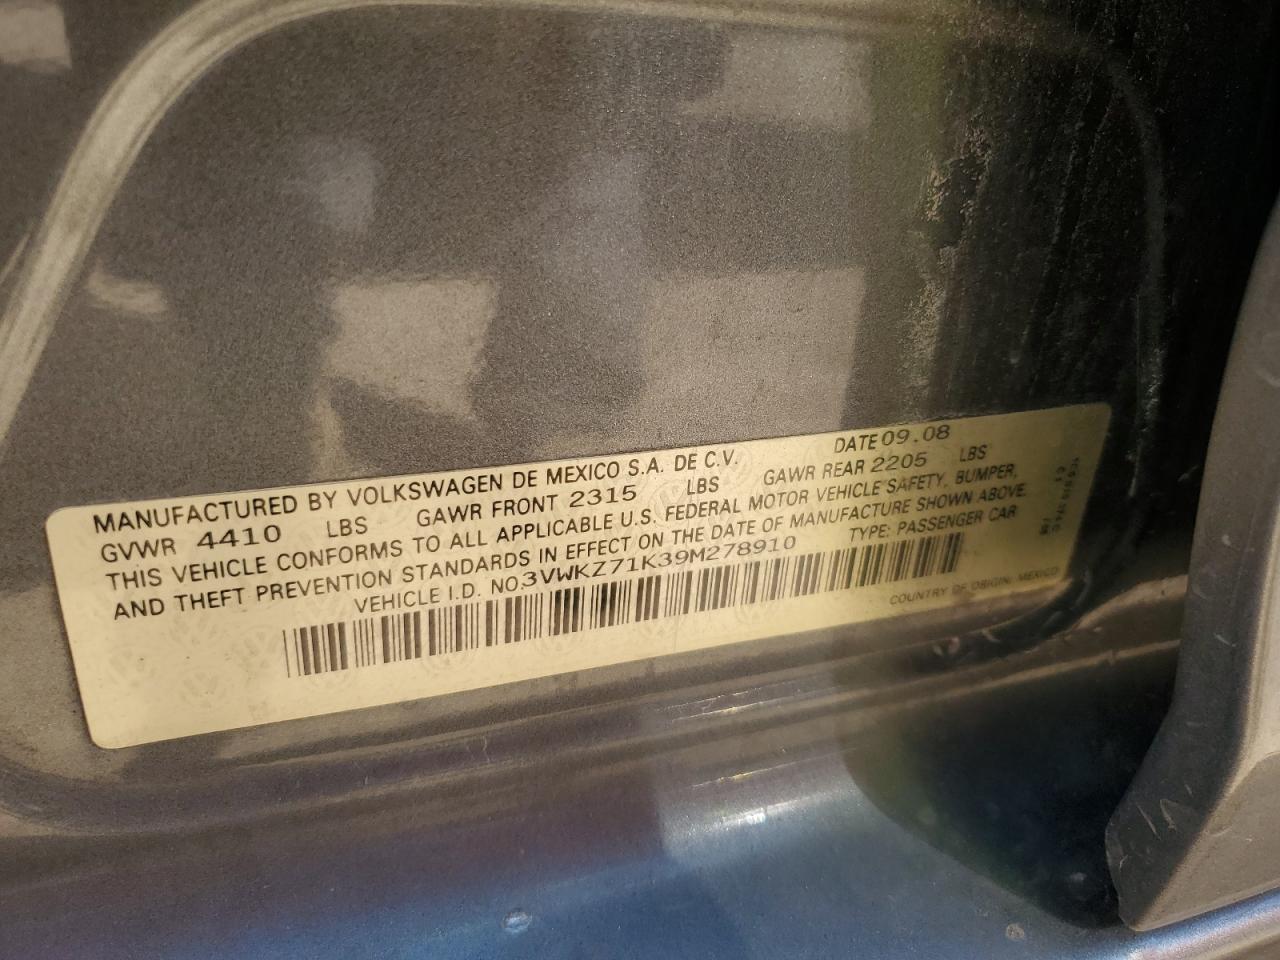 MANUFACTURED BY VOLKSWAGEN DE MEXICO S.A. DE C.V. DATE 09.08
GVWR 4410 LBS GAWR FRONT 2315 LBS GAWR REAR 2205 LBS
THIS VEHICLE CONFORMS TO ALL APPLICABLE U.S. FEDERAL MOTOR VEHICLE SAFETY, BUMPER,
AND THEFT PREVENTION STANDARDS IN EFFECT ON THE DATE OF MANUFACTURE SHOWN ABOVE.
VEHICLE I.D. NO3VWKZ71K39M278910 TYPE: PASSENGER CAR
COUNTRY OF ORIGIN: MEXICO